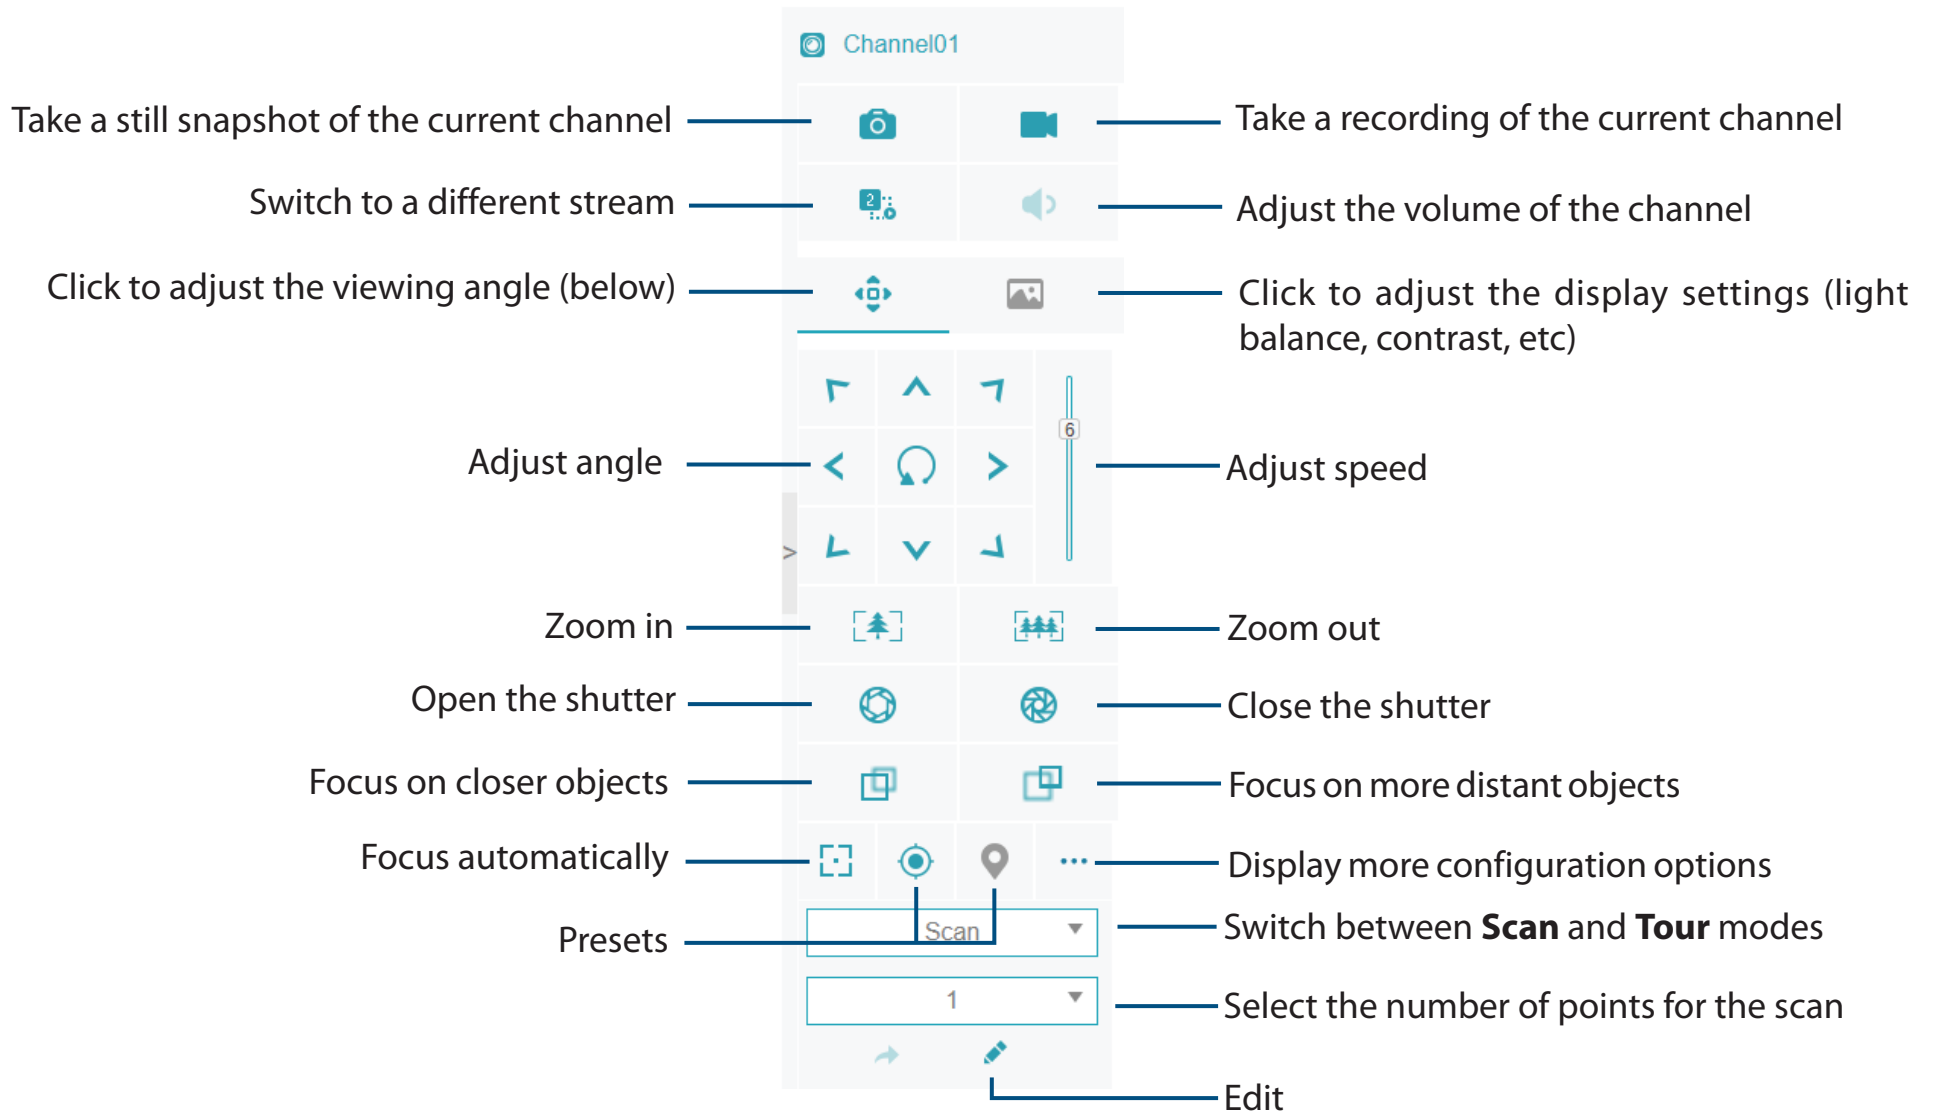 Channel01
Take a still snapshot of the current channel
Take a recording of the current channel
Switch to a different stream
2
Adjust the volume of the channel
Click to adjust the viewing angle (below)
Click to adjust the display settings (light
balance, contrast, etc)
6
Adjust angle
Adjust speed
>
Zoom in
Zoom out
Open the shutter
Close the shutter
Focus on closer objects
Focus on more distant objects
Focus automatically
Display more configuration options
Presets
Scan
Switch between Scan and Tour modes
1
Select the number of points for the scan
Edit